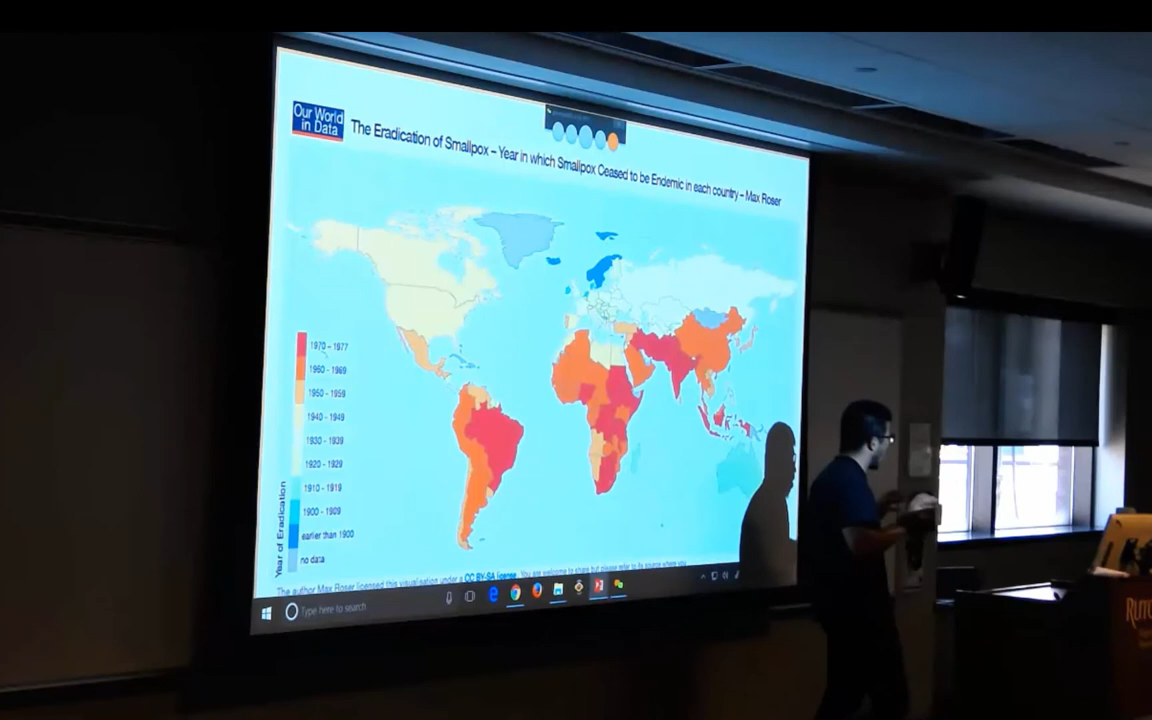 Our World
in Data
The Eradication of Smallpox – Year in which Smallpox Ceased to be Endemic in each country – Max Roser
1970 - 1977
1960 - 1969
1950 - 1959
1940 - 1949
1930 - 1939
1920 - 1929
1910 - 1919
1900 - 1909
earlier than 1900
no data
Year of Eradication
The author Max Roser licensed this visualisation under a CC BY-SA license. You are welcome to share but please refer to its source where you
Type here to search